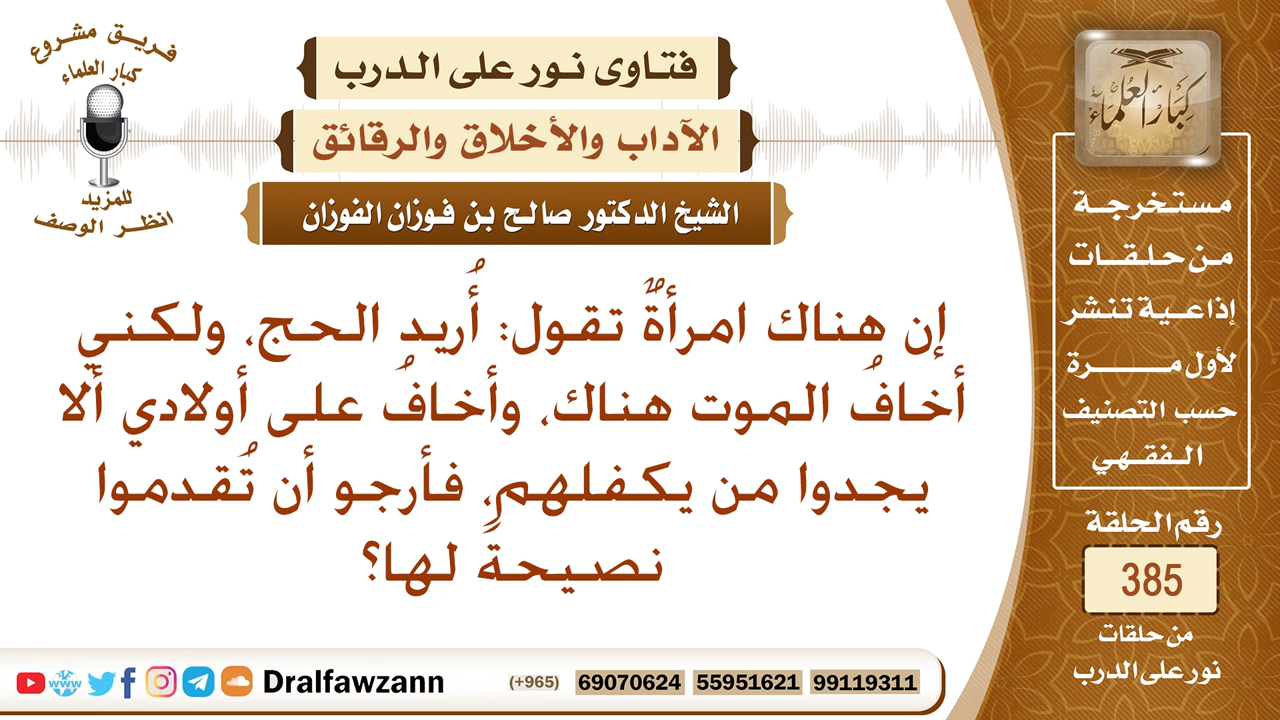 فريق مشروع
كبار العلماء
للمزيد
انظر الوصف
فتاوى نور على الدرب
الآداب والأخلاق والرقائق
الشيخ الدكتور صالح بن فوزان الفوزان
إن هناك امرأةٌ تقول: أُريد الحج، ولكني
أخافُ الموت هناك، وأخافُ على أولادي ألا
يجدوا من يكفلهم، فأرجو أن تُقدموا
نصيحةً لها؟
كبار العلماء
مستخرجة
من حلقات
إذاعية تنشر
لأول مرة
حسب التصنيف
الفقهي
رقم الحلقة
385
من حلقات
نور على الدرب
www Dralfawzann (+965) 69070624 55951621 99119311